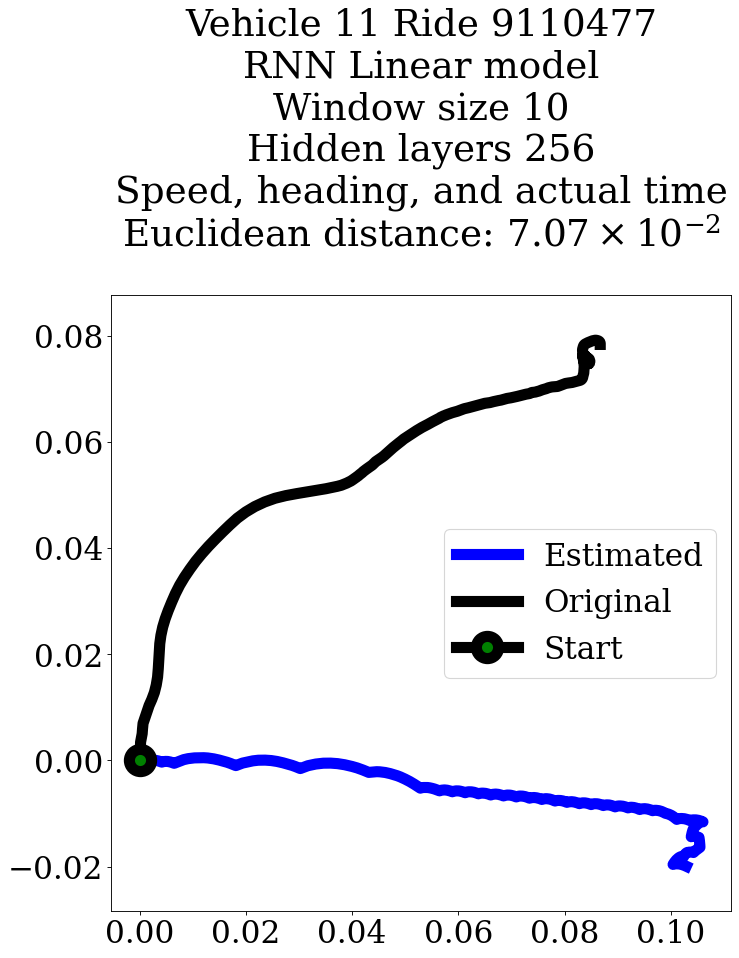 Vehicle 11 Ride 9110477
RNN Linear model
Window size 10
Hidden layers 256
Speed, heading, and actual time
Euclidean distance: 7.07 × 10⁻²
0.08
0.06
0.04
0.02
0.00
−0.02
Estimated
Original
Start
0.00 0.02 0.04 0.06 0.08 0.10